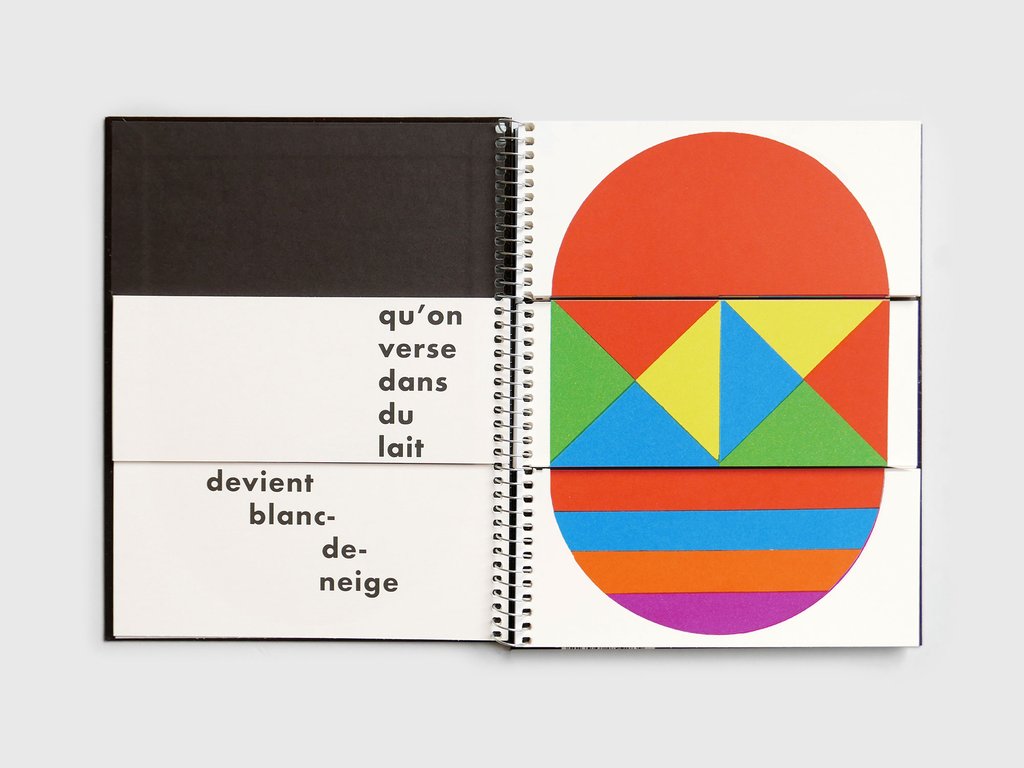 qu'on
verse
dans
du
lait
devient
blanc-
de-
neige